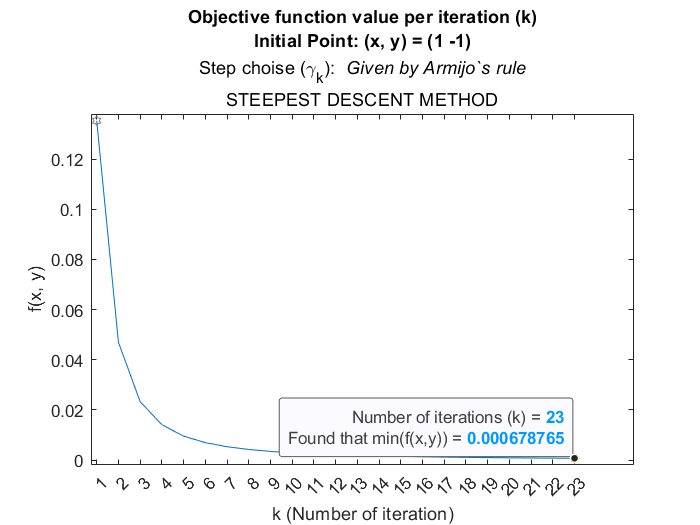 Objective function value per iteration (k)
Initial Point: (x, y) = (1 -1)
Step choise (γk): Given by Armijo`s rule
STEEPEST DESCENT METHOD
f(x, y)
0.12
0.1
0.08
0.06
0.04
0.02
0
Number of iterations (k) = 23
Found that min(f(x,y)) = 0.000678765
1 2 3 4 5 6 7 8 9 10 11 12 13 14 15 16 17 18 19 20 21 22 23
k (Number of iteration)